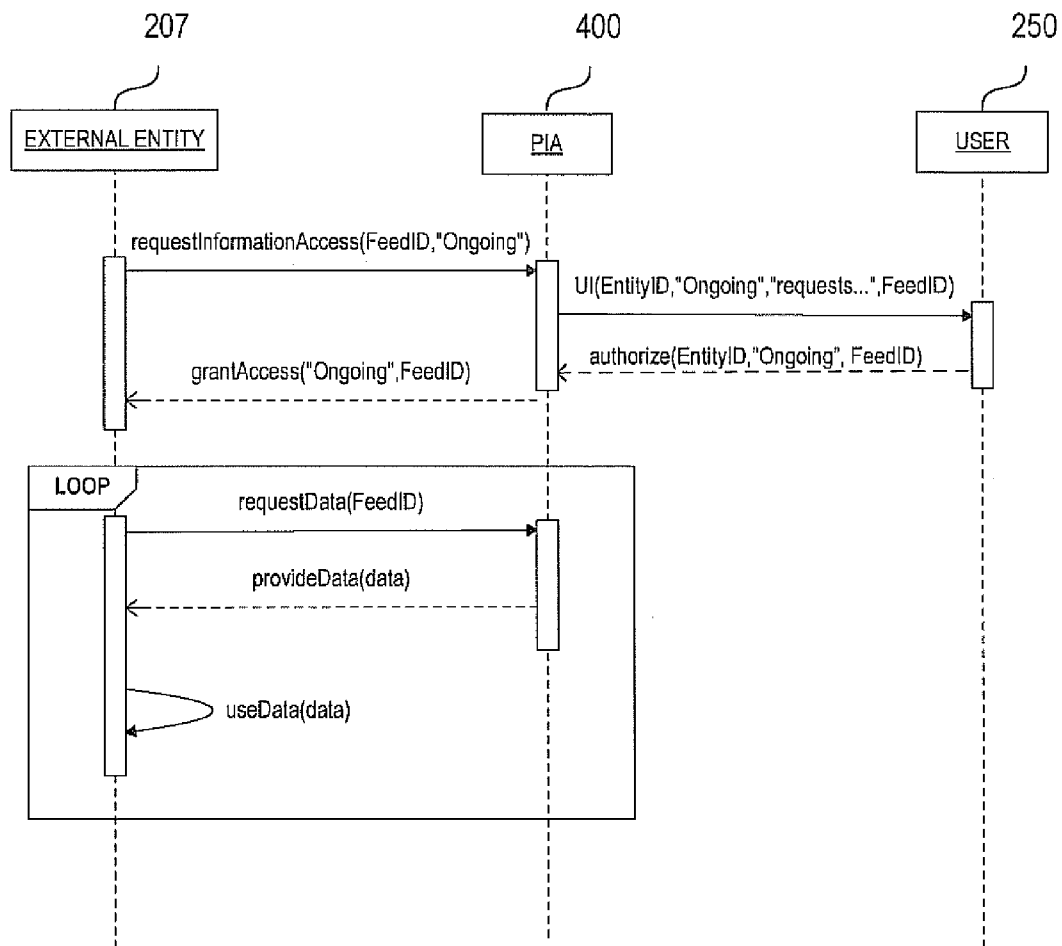 207
400
250
EXTERNAL ENTITY
PIA
USER
requestInformationAccess(FeedID,"Ongoing")
UI(EntityID,"Ongoing","requests...",FeedID)
authorize(EntityID,"Ongoing", FeedID)
grantAccess("Ongoing",FeedID)
LOOP
requestData(FeedID)
provideData(data)
useData(data)